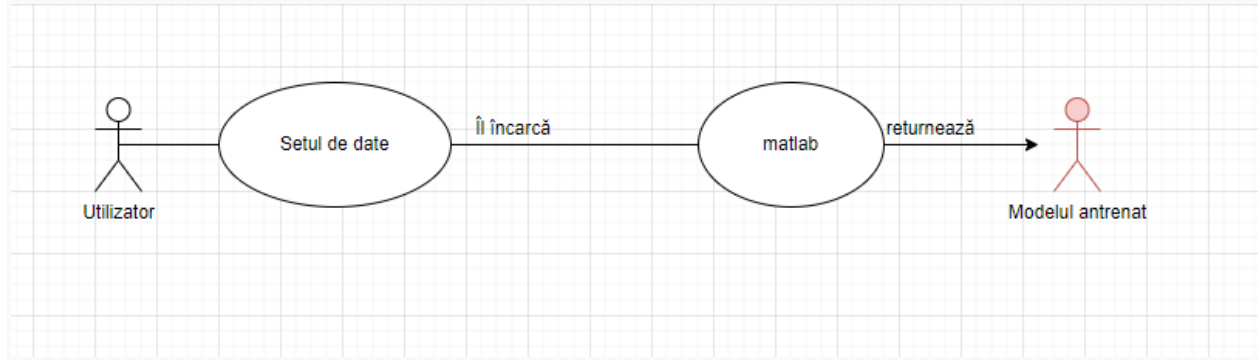 Setul de date
Îl încarcă
matlab
returnează
Utilizator
Modelul antrenat